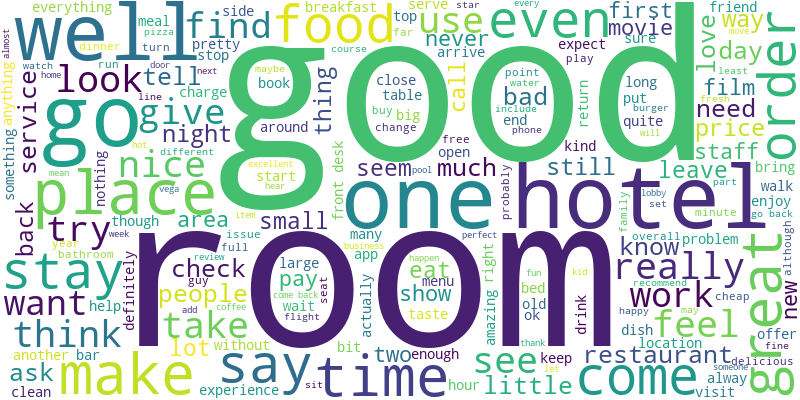 everything
side
meal
pizza
breakfast
serve
star
every
friend
almost
well
find
food
use
even
first
way
top
far
turn
pretty
stop
never
arrive
movie
expect
play
sure
move
dinner
watch
home
run
door
next
course
maybe
look
tell
book
close
table
call
point
water
include
bad
long
put
love
day
least
film
order
anything
line
charge
thing
buy
big
change
end
phone
return
quite
burger
will
need
fresh
service
go
give
good
night
around
free
open
kind
price
staff
something
not
different
nothing
nice
excellent
start
hear
front desk
seem
much
still
leave
bring
mean
vega
place
pool
probably
hotel
lobby
set
part
walk
enjoy
back
try
though
area
item
small
one
family
minute
go back
year
week
issue
many
business
perfect
know
overall
problem
although
bathroom
full
review
room
happen
stay
definitely
check
guy
large
pay
app
eat
menu
right
fun
kid
really
recommend
new
want
help
people
add
coffee
come back
wait
flight
seat
actually
show
taste
amazing
bed
old
ok
drink
work
happy
may
cheap
feel
great
think
take
lot
without
bit
two
enough
keep
thank
dish
location
offer
fine
another
bar
say
time
see
restaurant
delicious
ask
make
experience
sit
hour
little
let
come
alway
someone
clean
visit